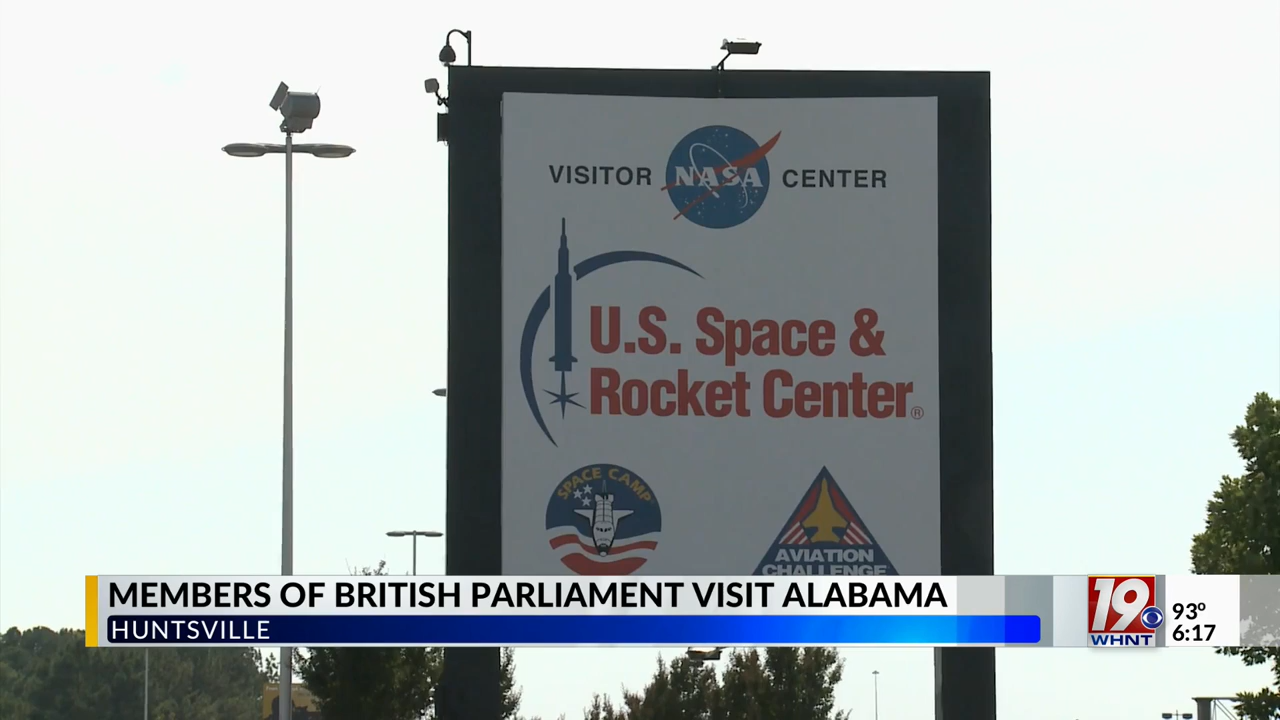 VISITOR NASA CENTER
U.S. Space &
Rocket Center®
SPACE CAMP
AVIATION
CHALLENGE
MEMBERS OF BRITISH PARLIAMENT VISIT ALABAMA
HUNTSVILLE
19
WHNT
93º
6:17